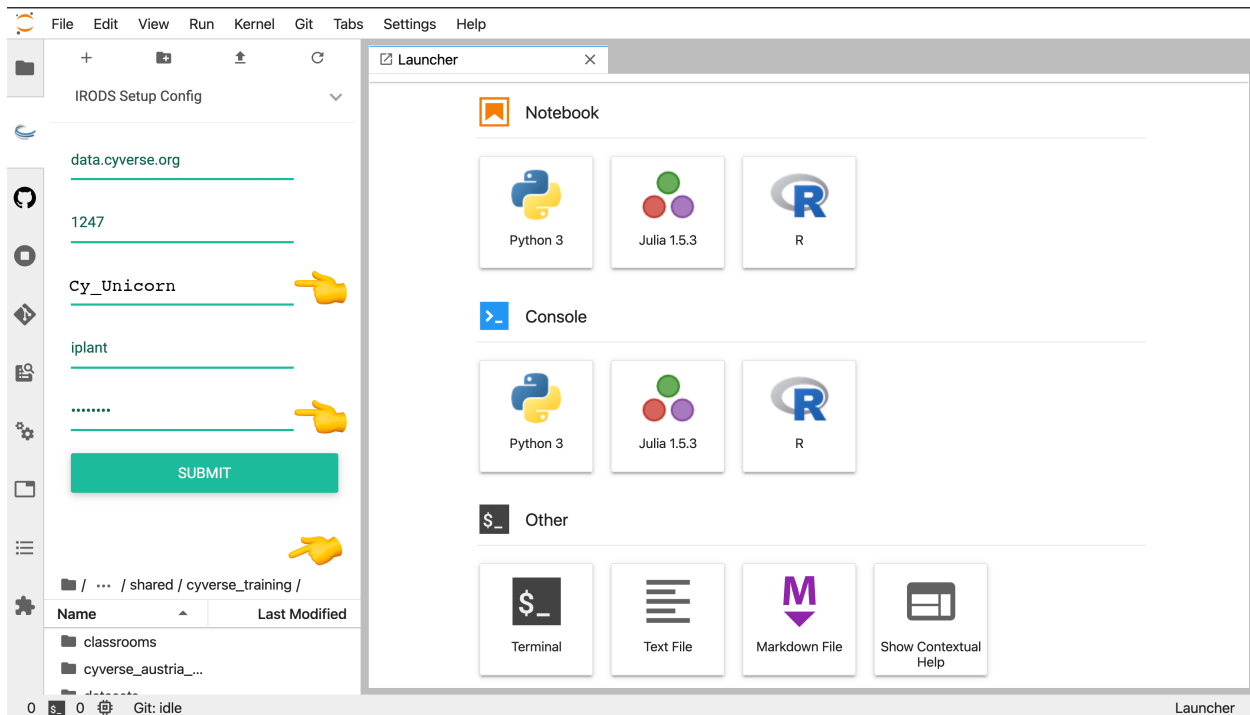 File Edit View Run Kernel Git Tabs Settings Help
Launcher
IRODS Setup Config
data.cyverse.org
1247
Cy_Unicorn
iplant
••••••••
SUBMIT
/ ··· / shared / cyverse_training /
Name Last Modified
classrooms
cyverse_austria_...
Notebook
Python 3 Julia 1.5.3 R
Console
Python 3 Julia 1.5.3 R
$_ Other
$_ M
Terminal Text File Markdown File Show Contextual
Help
0 $_ 0 Git: idle Launcher